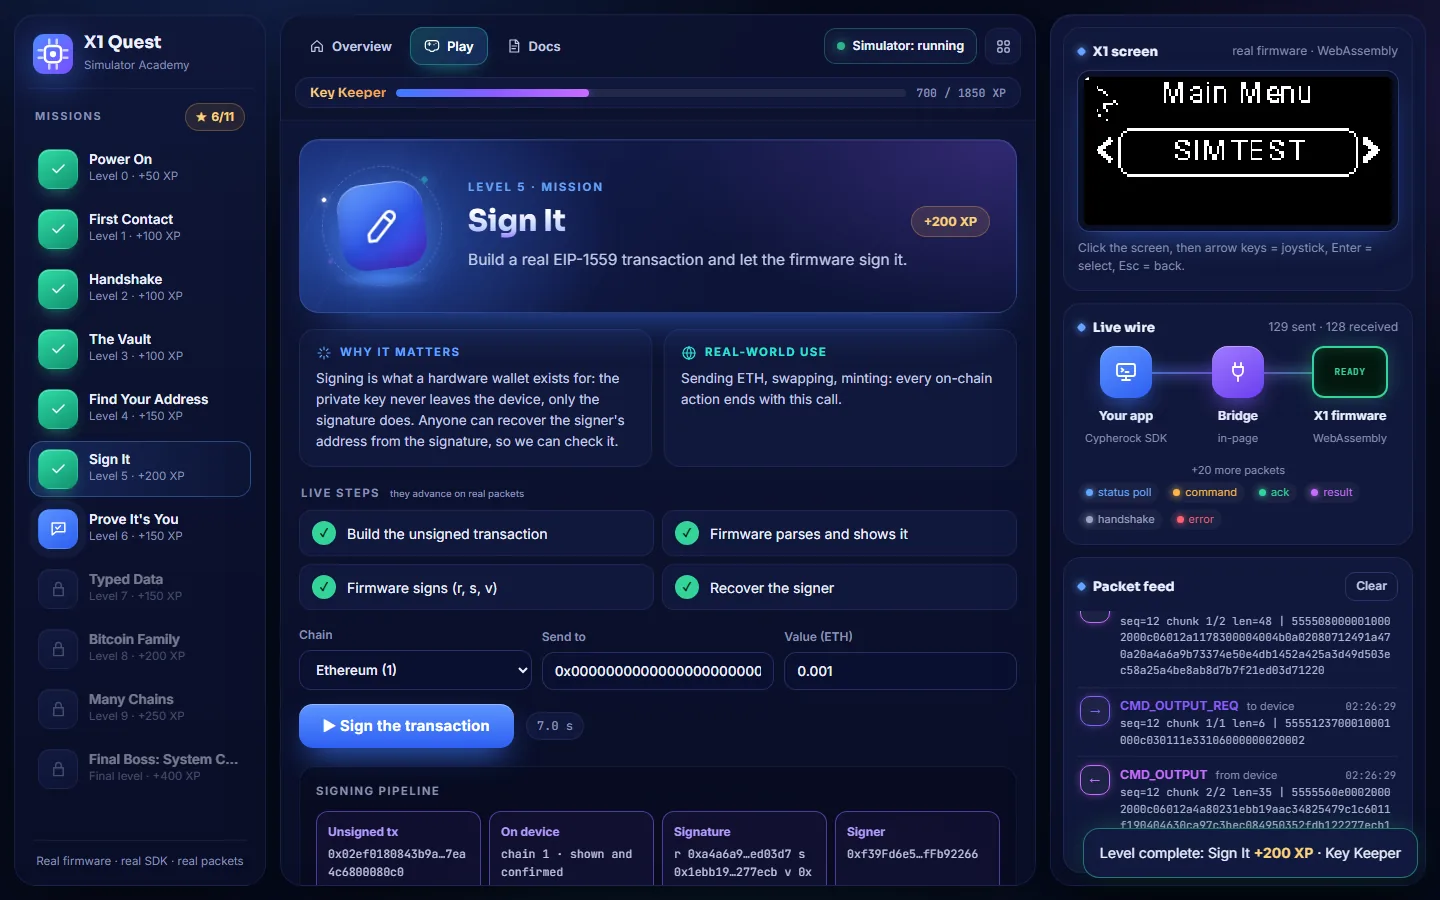 X1 Quest
Simulator Academy
MISSIONS
★ 6/11
Power On
Level 0 · +50 XP
First Contact
Level 1 · +100 XP
Handshake
Level 2 · +100 XP
The Vault
Level 3 · +100 XP
Find Your Address
Level 4 · +150 XP
Sign It
Level 5 · +200 XP
Prove It's You
Level 6 · +150 XP
Typed Data
Level 7 · +150 XP
Bitcoin Family
Level 8 · +200 XP
Many Chains
Level 9 · +250 XP
Final Boss: System C...
Final level · +400 XP
Real firmware · real SDK · real packets
Overview
Play
Docs
Simulator: running
Key Keeper
700 / 1850 XP
LEVEL 5 · MISSION
Sign It
Build a real EIP-1559 transaction and let the firmware sign it.
+200 XP
WHY IT MATTERS
Signing is what a hardware wallet exists for: the
private key never leaves the device, only the
signature does. Anyone can recover the signer's
address from the signature, so we can check it.
REAL-WORLD USE
Sending ETH, swapping, minting: every on-chain
action ends with this call.
LIVE STEPS they advance on real packets
Build the unsigned transaction
Firmware parses and shows it
Firmware signs (r, s, v)
Recover the signer
Chain
Ethereum (1)
Send to
0x0000000000000000000000
Value (ETH)
0.001
▶ Sign the transaction
7.0 s
SIGNING PIPELINE
Unsigned tx
0x02ef0180843b9a…7ea
4c6800080c0
On device
chain 1 · shown and
confirmed
Signature
r 0xa4a6a9…ed03d7 s
0x1ebb19…277ecb v 0x
Signer
0xf39Fd6e5…fFb92266
X1 screen
real firmware · WebAssembly
Main Menu
< SIMTEST >
Click the screen, then arrow keys = joystick, Enter =
select, Esc = back.
Live wire
129 sent · 128 received
READY
Your app
Cypherock SDK
Bridge
in-page
X1 firmware
WebAssembly
+20 more packets
status poll
command
ack
result
handshake
error
Packet feed
Clear
seq=12 chunk 1/2 len=48 | 555508000001000
2000c06012a1178300004004b0a02080712491a47
0a20a4a6a9b73374e50e4db1452a425a3d49d503e
c58a25a4be8ab8d7b7f21ed03d71220
→ CMD_OUTPUT_REQ to device 02:26:29
seq=12 chunk 1/1 len=6 | 5555123700010001
000c030111e33106000000020002
← CMD_OUTPUT from device 02:26:29
seq=12 chunk 2/2 len=35 | 5555560e0002000
2000c06012a4a80231ebb19aac34825479c1c6011
f190404630ca97c3bec084950352fdb122277ecb1
Level complete: Sign It +200 XP · Key Keeper